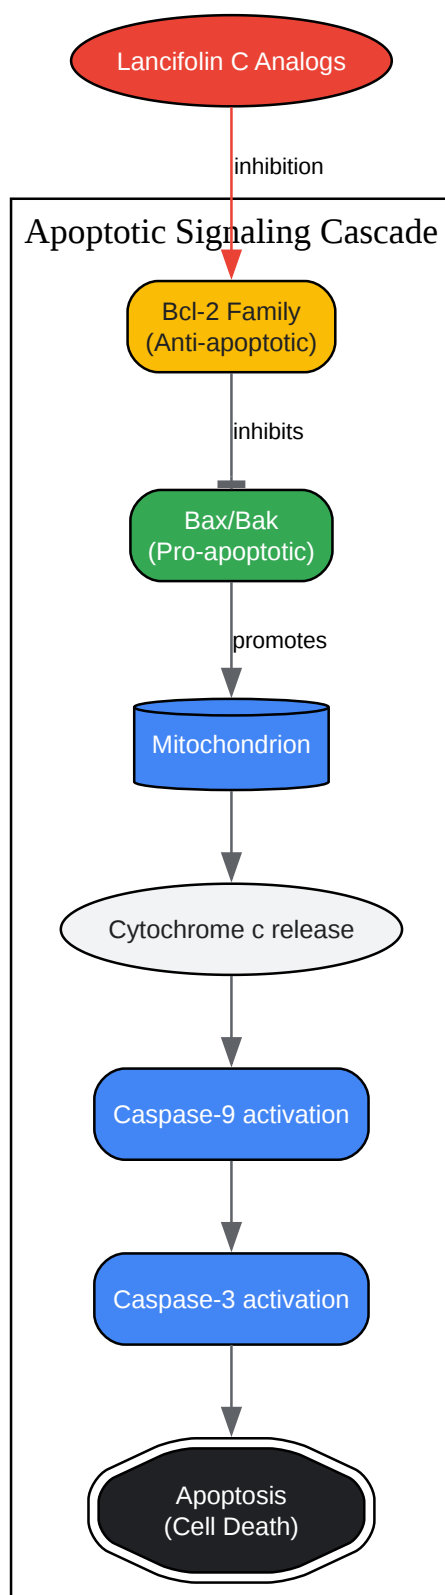 Lancifolin C Analogs
inhibition
Apoptotic Signaling Cascade
Bcl-2 Family
(Anti-apoptotic)
inhibits
Bax/Bak
(Pro-apoptotic)
promotes
Mitochondrion
Cytochrome c release
Caspase-9 activation
Caspase-3 activation
Apoptosis
(Cell Death)